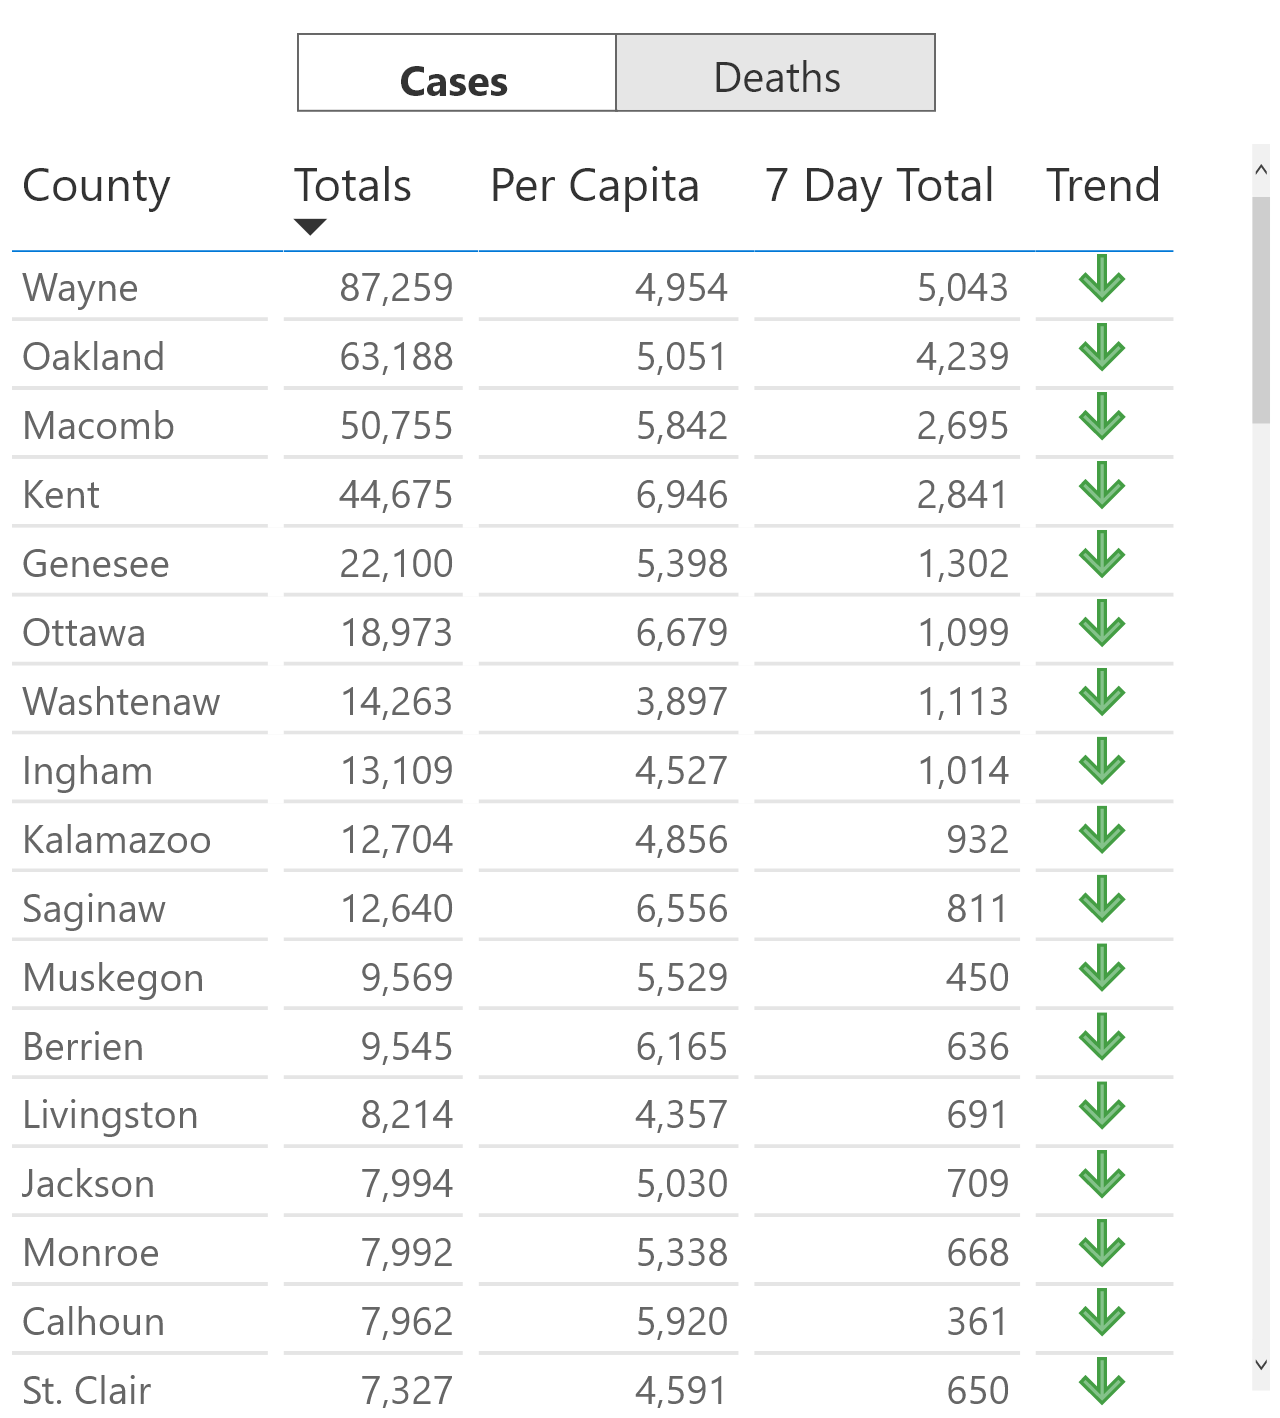 Cases Deaths
County Totals Per Capita 7 Day Total Trend
Wayne 87,259 4,954 5,043
Oakland 63,188 5,051 4,239
Macomb 50,755 5,842 2,695
Kent 44,675 6,946 2,841
Genesee 22,100 5,398 1,302
Ottawa 18,973 6,679 1,099
Washtenaw 14,263 3,897 1,113
Ingham 13,109 4,527 1,014
Kalamazoo 12,704 4,856 932
Saginaw 12,640 6,556 811
Muskegon 9,569 5,529 450
Berrien 9,545 6,165 636
Livingston 8,214 4,357 691
Jackson 7,994 5,030 709
Monroe 7,992 5,338 668
Calhoun 7,962 5,920 361
St. Clair 7,327 4,591 650